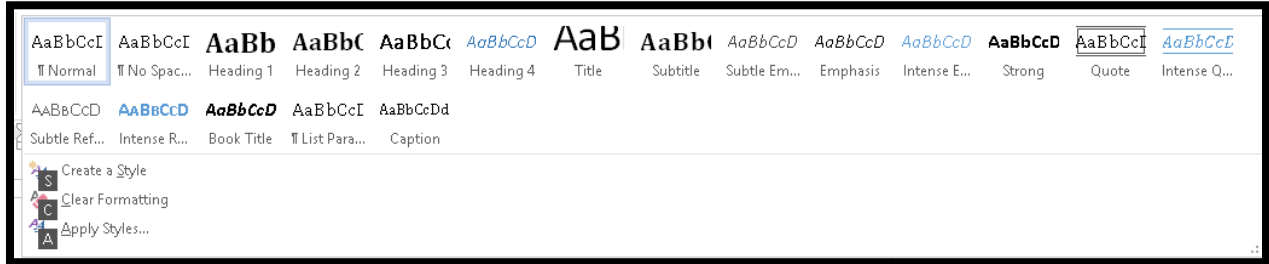 AaBbCcI AaBbCcI AaBb AaBbC AaBbCc AaBbCcD AaB AaBb( AaBbCcD AaBbCcD AaBbCcD AaBbCcD AaBbCcI AaBbCcD
¶ Normal ¶ No Spac... Heading 1 Heading 2 Heading 3 Heading 4 Title Subtitle Subtle Em... Emphasis Intense E... Strong Quote Intense Q...
AABBCCD AABBCCD AaBbCcD AaBbCcI AaBbCcDd
Subtle Ref... Intense R... Book Title ¶ List Para... Caption
Create a Style
S
Clear Formatting
C
Apply Styles...
A